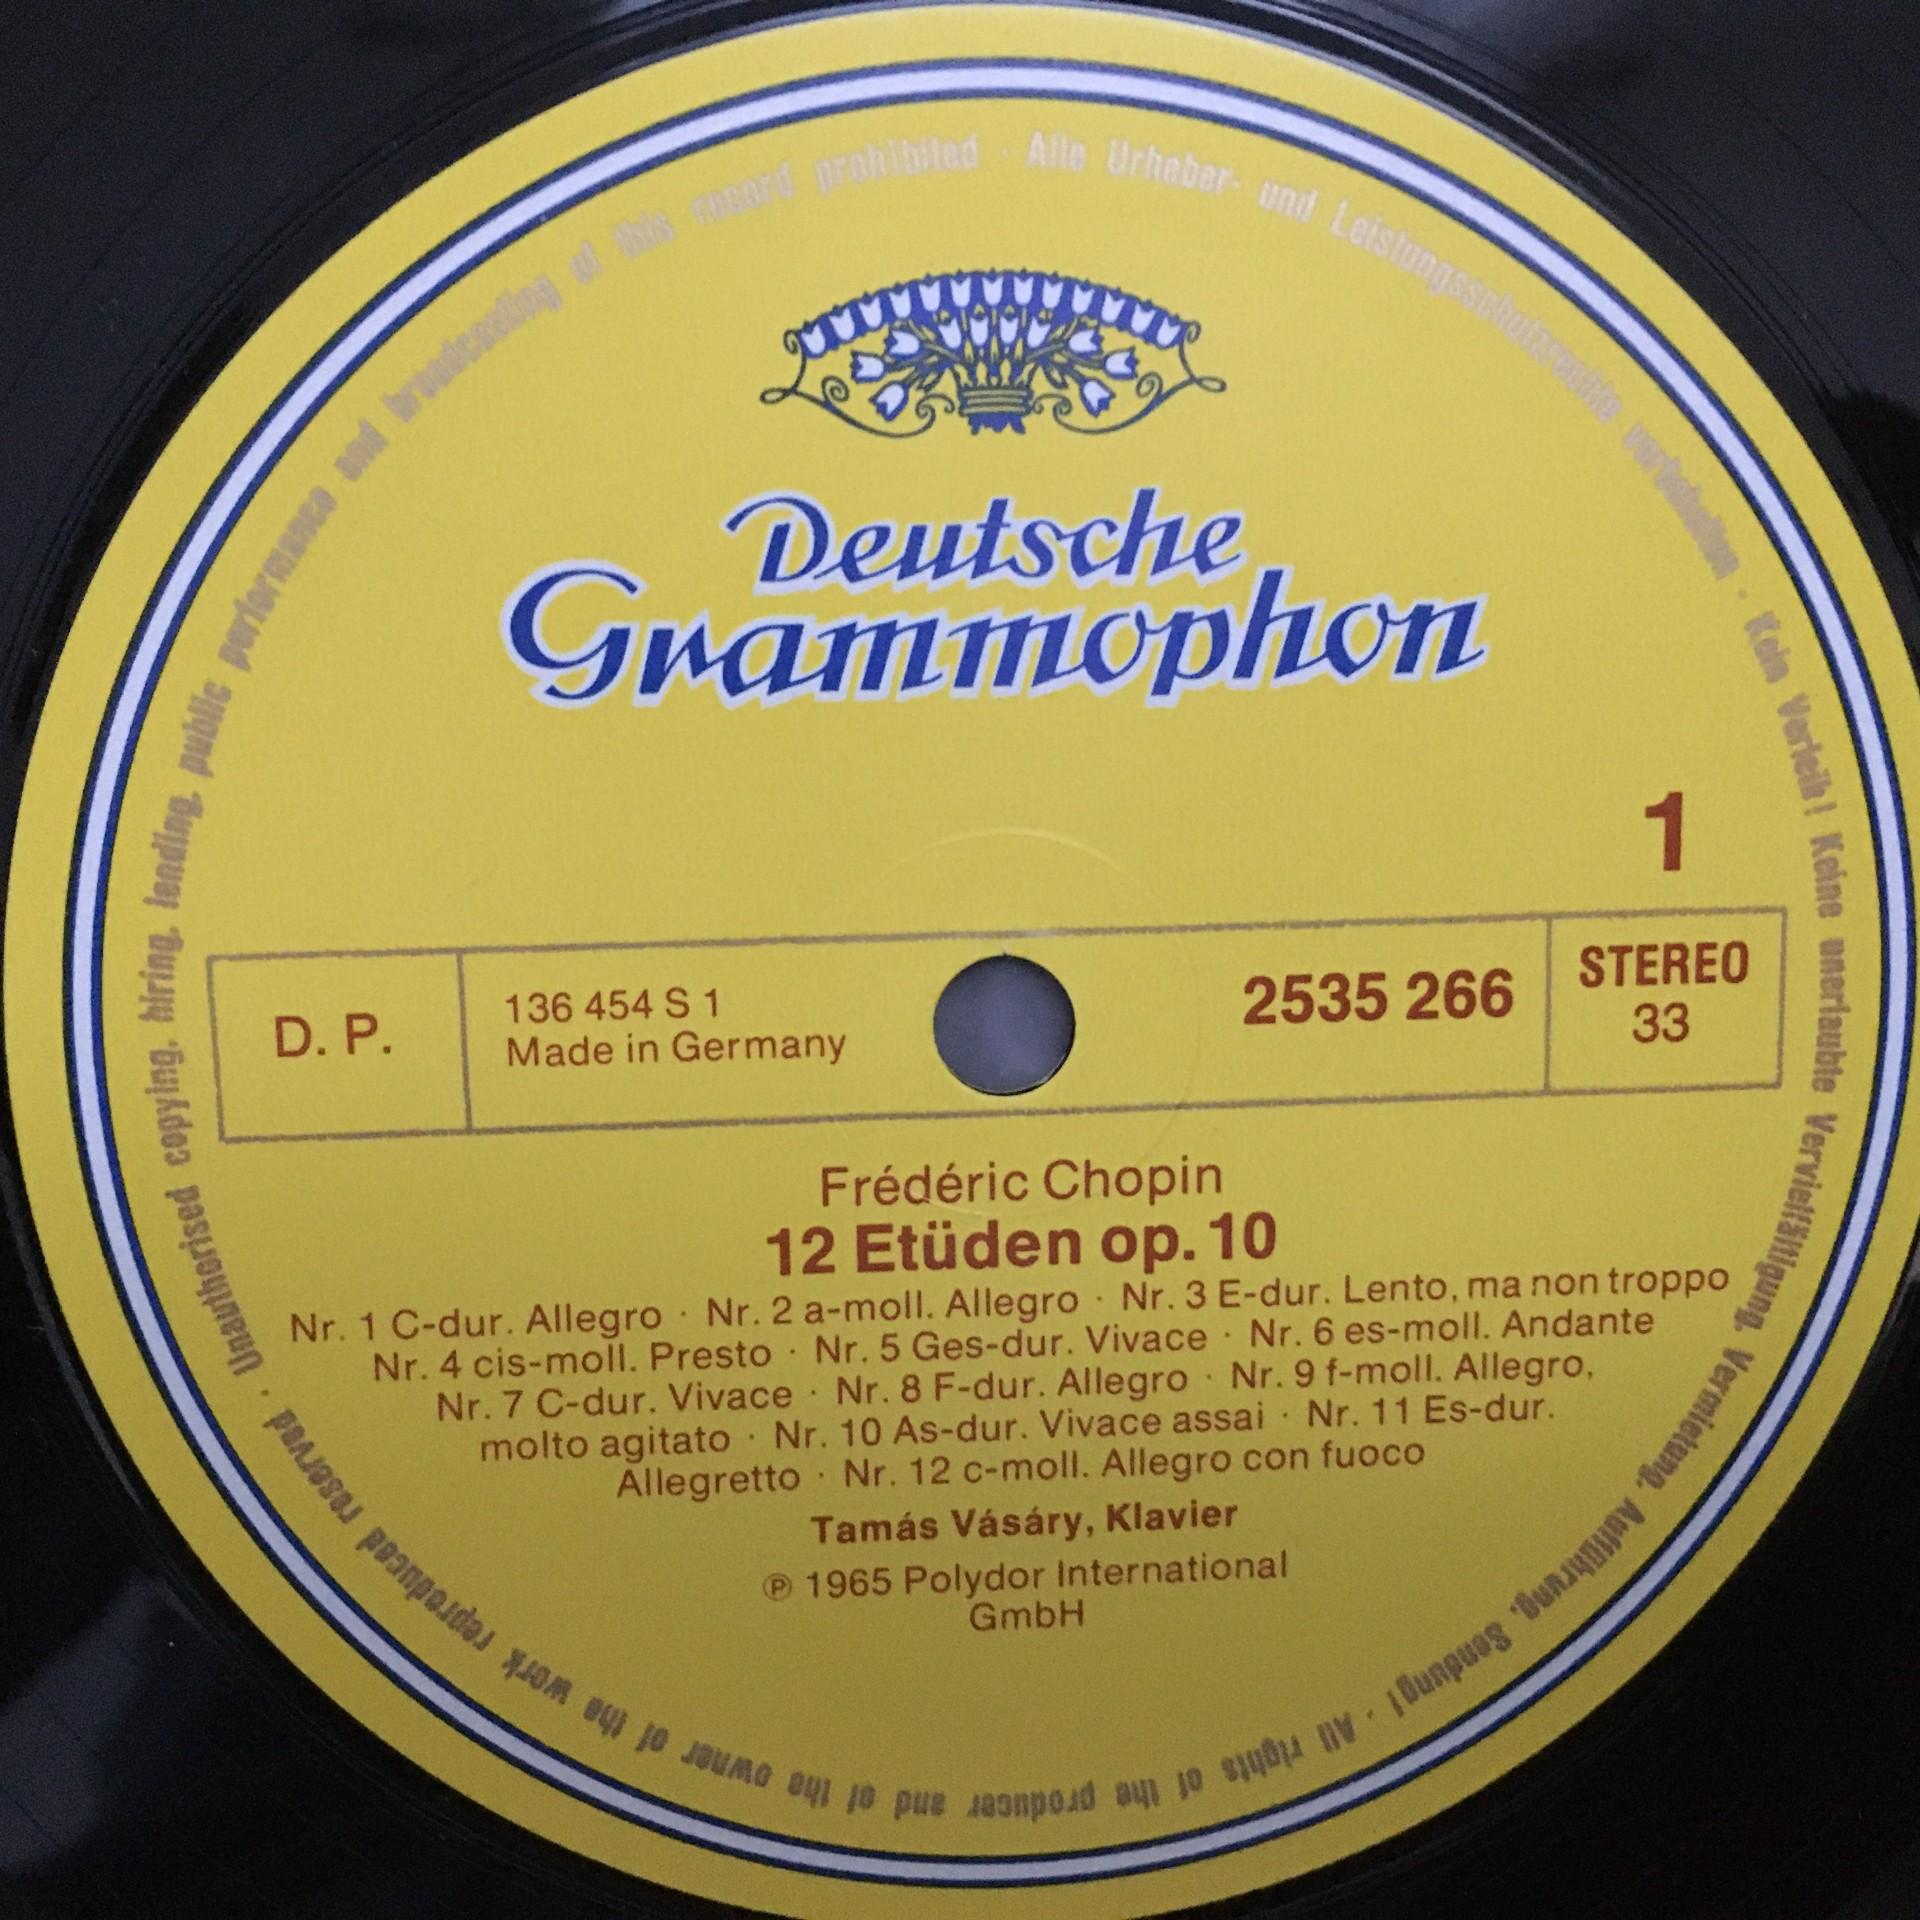 Deutsche
Grammophon
1
D. P.
136 454 S 1
Made in Germany
2535 266
STEREO
33
Frédéric Chopin
12 Etüden op. 10
Nr. 1 C-dur. Allegro · Nr. 2 a-moll. Allegro · Nr. 3 E-dur. Lento, ma non troppo
Nr. 4 cis-moll. Presto · Nr. 5 Ges-dur. Vivace · Nr. 6 es-moll. Andante
Nr. 7 C-dur. Vivace · Nr. 8 F-dur. Allegro · Nr. 9 f-moll. Allegro,
molto agitato · Nr. 10 As-dur. Vivace assai · Nr. 11 Es-dur.
Allegretto · Nr. 12 c-moll. Allegro con fuoco
Tamás Vásáry, Klavier
℗ 1965 Polydor International
GmbH
Alle Urheber- und Leistungsschutzrechte vorbehalten · Kein Verleih! Keine unerlaubte Vervielfältigung, Vermietung, Aufführung, Sendung! · All rights of the producer and of the owner of the work reproduced reserved · Unauthorised copying, hiring, lending, public performance and broadcasting of this record prohibited ·